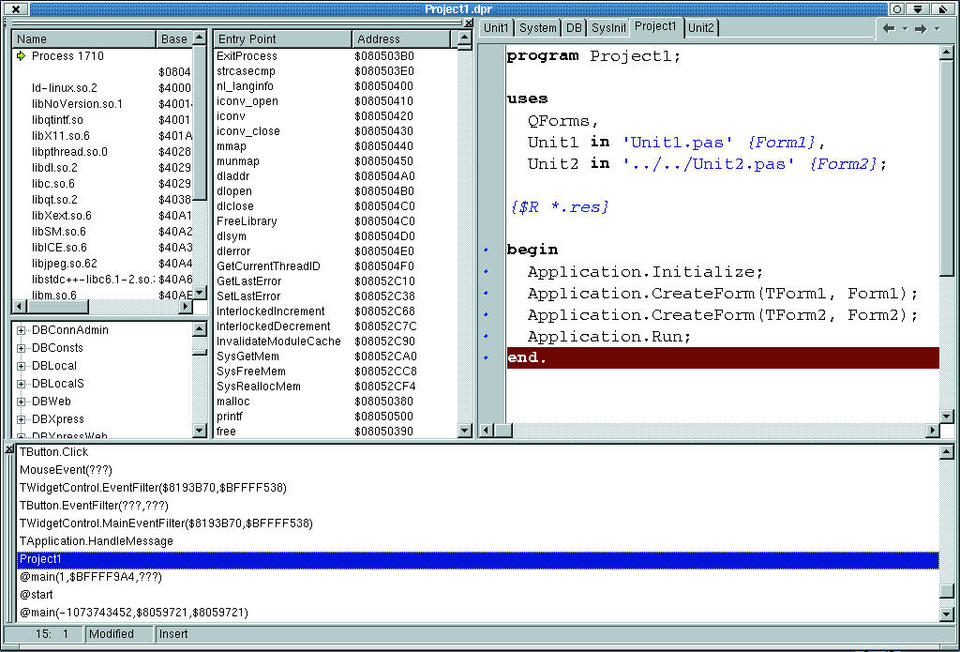 Project1.dpr
Name Base
Process 1710
$0804
ld-linux.so.2 $4000
libNoVersion.so.1 $4001
libqtintf.so $4001
libX11.so.6 $401A
libpthread.so.0 $4028
libdl.so.2 $4029
libc.so.6 $4029
libqt.so.2 $4038
libXext.so.6 $40A1
libSM.so.6 $40A2
libICE.so.6 $40A3
libjpeg.so.62 $40A4
libstdc++-libc6.1-2.so. $40A6
libm.so.6 $40AE
DBConnAdmin
DBConsts
DBLocal
DBLocalS
DBWeb
DBXpress
DBXpressWeb
Entry Point Address
ExitProcess $080503B0
strcasecmp $080503E0
nl_langinfo $08050400
iconv_open $08050410
iconv $08050420
iconv_close $08050430
mmap $08050440
munmap $08050450
dladdr $080504A0
dlopen $080504B0
dlclose $080504C0
FreeLibrary $080504C0
dlsym $080504D0
dlerror $080504E0
GetCurrentThreadID $080504F0
GetLastError $08052C10
SetLastError $08052C38
InterlockedIncrement $08052C68
InterlockedDecrement $08052C7C
InvalidateModuleCache $08052C90
SysGetMem $08052CA0
SysFreeMem $08052CC8
SysReallocMem $08052CF4
malloc $08050380
printf $08050500
free $08050390
Unit1 System DB SysInit Project1 Unit2
program Project1;
uses
QForms,
Unit1 in 'Unit1.pas' {Form1},
Unit2 in '../../Unit2.pas' {Form2};
{$R *.res}
begin
Application.Initialize;
Application.CreateForm(TForm1, Form1);
Application.CreateForm(TForm2, Form2);
Application.Run;
end.
TButton.Click
MouseEvent(???)
TWidgetControl.EventFilter($8193B70,$BFFFF538)
TButton.EventFilter(???,???)
TWidgetControl.MainEventFilter($8193B70,$BFFFF538)
TApplication.HandleMessage
Project1
@main(1,$BFFFF9A4,???)
@start
@main(-1073743452,$8059721,$8059721)
15: 1 Modified Insert